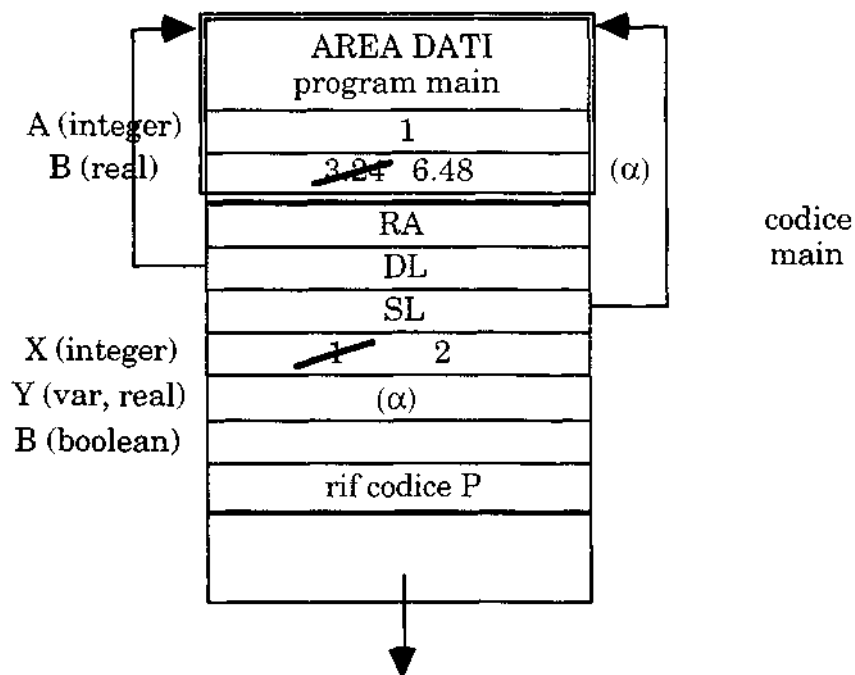 AREA DATI
program main
A (integer) 1
B (real) 3.24 6.48 (α)
RA
codice
main
DL
SL
X (integer) 1 2
Y (var, real) (α)
B (boolean)
rif codice P